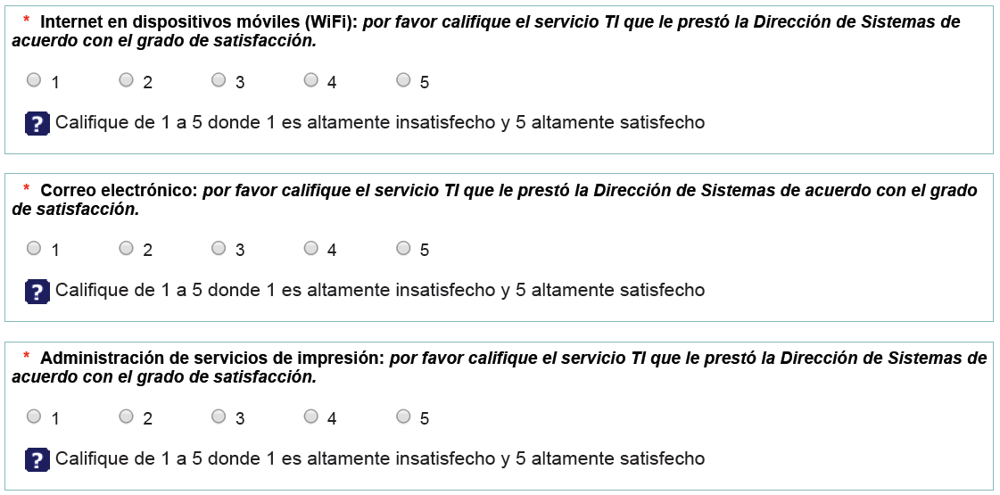 * Internet en dispositivos móviles (WiFi): por favor califique el servicio TI que le prestó la Dirección de Sistemas de
acuerdo con el grado de satisfacción.
1 2 3 4 5
? Califique de 1 a 5 donde 1 es altamente insatisfecho y 5 altamente satisfecho
* Correo electrónico: por favor califique el servicio TI que le prestó la Dirección de Sistemas de acuerdo con el grado
de satisfacción.
1 2 3 4 5
? Califique de 1 a 5 donde 1 es altamente insatisfecho y 5 altamente satisfecho
* Administración de servicios de impresión: por favor califique el servicio TI que le prestó la Dirección de Sistemas de
acuerdo con el grado de satisfacción.
1 2 3 4 5
? Califique de 1 a 5 donde 1 es altamente insatisfecho y 5 altamente satisfecho